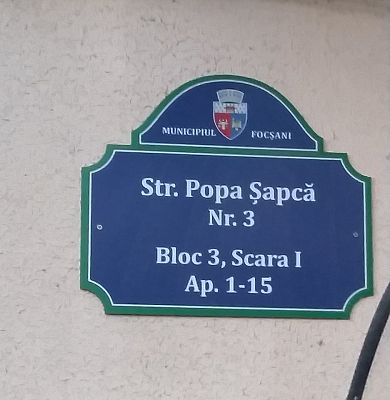 MUNICIPIUL FOCȘANI
Str. Popa Șapcă
Nr. 3
Bloc 3, Scara I
Ap. 1-15